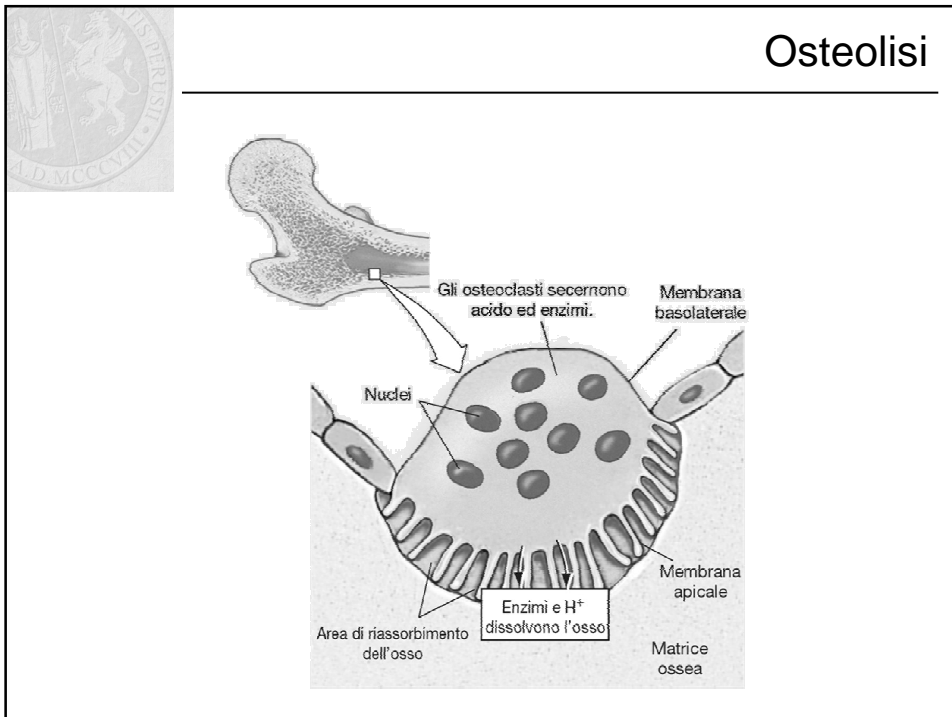 Osteolisi
A.D. MCCCVIII
Gli osteoclasti secernono
acido ed enzimi.
Membrana
basolaterale
Nuclei
Membrana
apicale
Enzimi e H⁺
dissolvono l'osso
Area di riassorbimento
dell'osso
Matrice
ossea